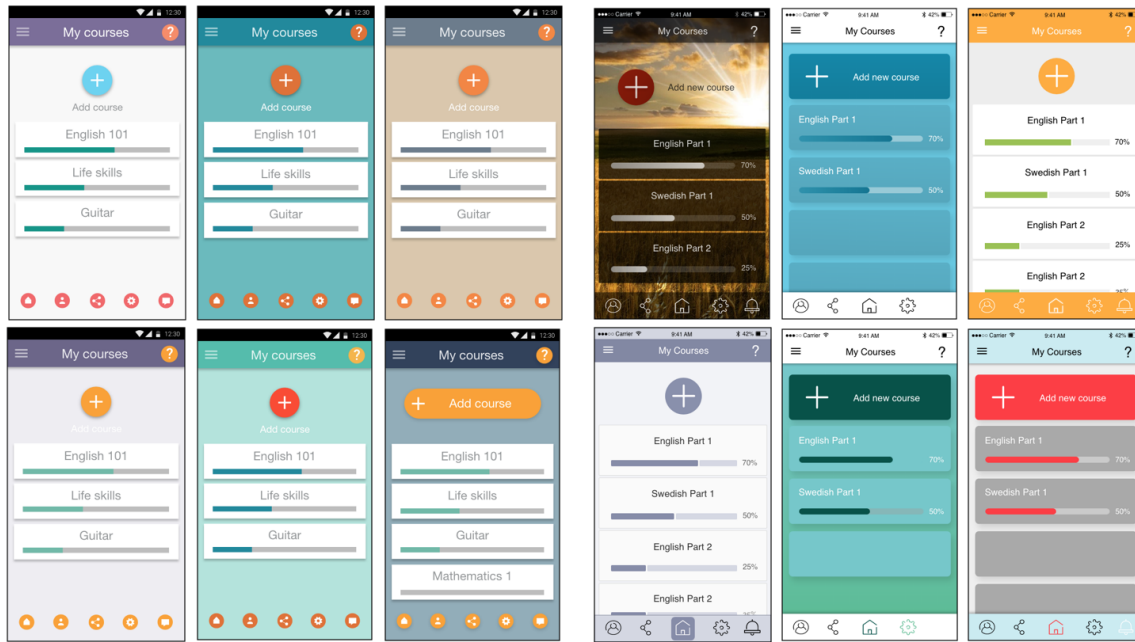 12:30
My courses
?
Add course
English 101
Life skills
Guitar
12:30
My courses
?
Add course
English 101
Life skills
Guitar
12:30
My courses
?
Add course
English 101
Life skills
Guitar
Carrier 9:41 AM 42%
My Courses
?
Add new course
English Part 1
70%
Swedish Part 1
50%
English Part 2
25%
Carrier 9:41 AM 42%
My Courses
?
Add new course
English Part 1
70%
Swedish Part 1
50%
Carrier 9:41 AM 42%
My Courses
?
English Part 1
70%
Swedish Part 1
50%
English Part 2
25%
English Part 2
12:30
My courses
?
Add course
English 101
Life skills
Guitar
12:30
My courses
?
Add course
English 101
Life skills
Guitar
12:30
My courses
?
Add course
English 101
Life skills
Guitar
Mathematics 1
Carrier 9:41 AM 42%
My Courses
?
English Part 1
70%
Swedish Part 1
50%
English Part 2
25%
English Part 2
Carrier 9:41 AM 42%
My Courses
?
Add new course
English Part 1
70%
Swedish Part 1
50%
Carrier 9:41 AM 42%
My Courses
?
Add new course
English Part 1
70%
Swedish Part 1
50%